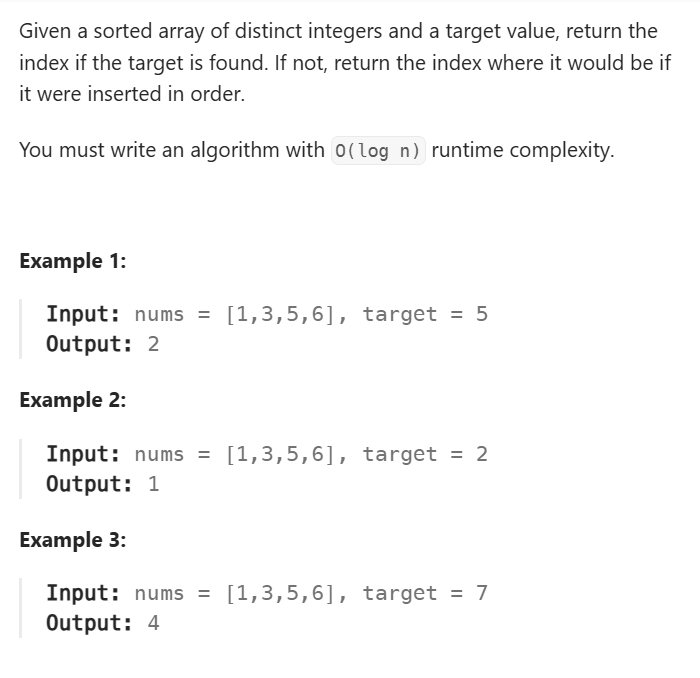 Given a sorted array of distinct integers and a target value, return the
index if the target is found. If not, return the index where it would be if
it were inserted in order.
You must write an algorithm with O(log n) runtime complexity.
Example 1:
Input: nums = [1,3,5,6], target = 5
Output: 2
Example 2:
Input: nums = [1,3,5,6], target = 2
Output: 1
Example 3:
Input: nums = [1,3,5,6], target = 7
Output: 4